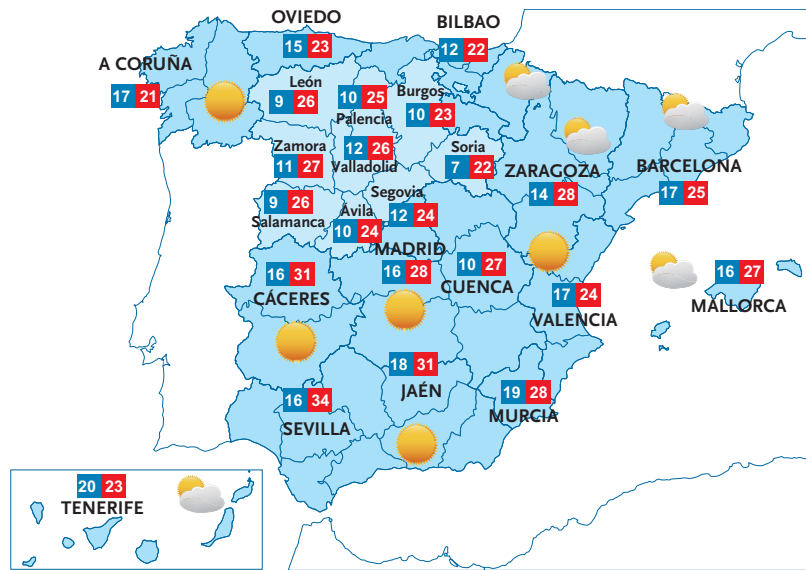 OVIEDO
15 23
BILBAO
12 22
A CORUÑA
17 21
León
9 26
10 25
Palencia
Burgos
10 23
Zamora
11 27
12 26
Valladolid
Soria
7 22
ZARAGOZA
14 28
BARCELONA
17 25
9 26
Salamanca
Ávila
10 24
Segovia
12 24
MADRID
16 28
10 27
CUENCA
16 31
CÁCERES
17 24
VALENCIA
16 27
MALLORCA
18 31
JAÉN
19 28
MURCIA
16 34
SEVILLA
20 23
TENERIFE